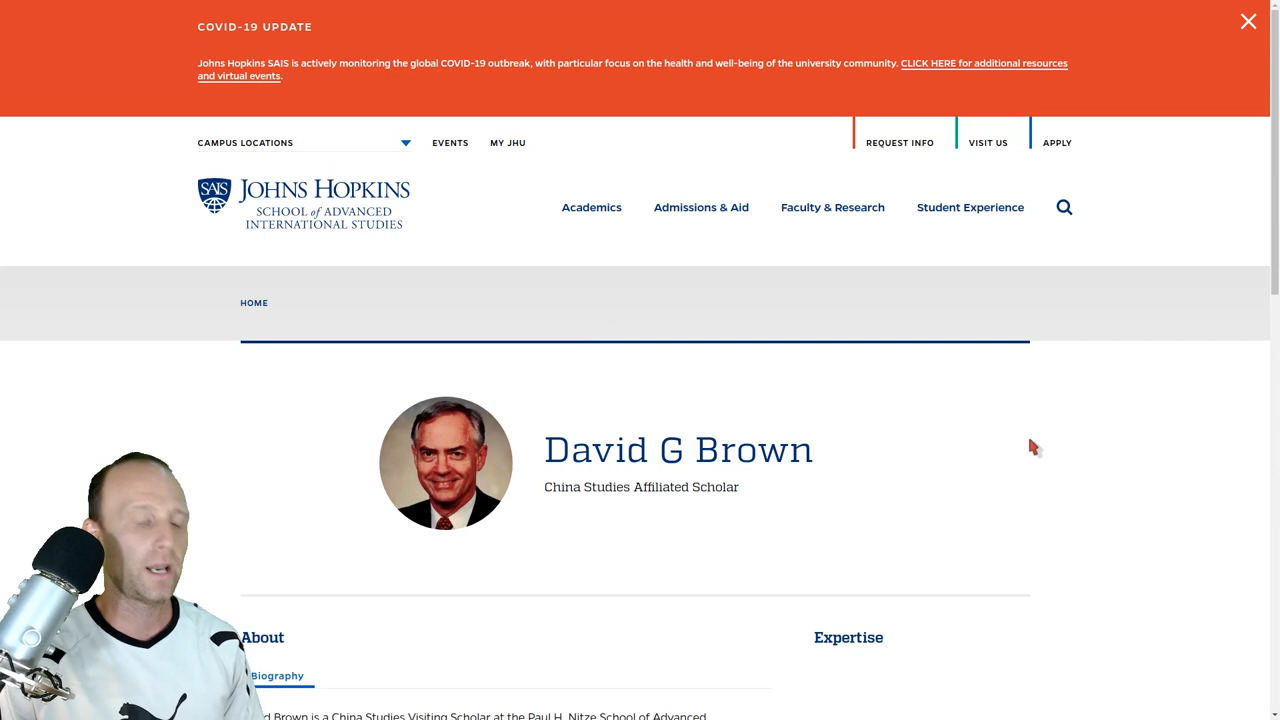 COVID-19 UPDATE
Johns Hopkins SAIS is actively monitoring the global COVID-19 outbreak, with particular focus on the health and well-being of the university community. CLICK HERE for additional resources
and virtual events.
CAMPUS LOCATIONS
EVENTS
MY JHU
REQUEST INFO
VISIT US
APPLY
SAIS
JOHNS HOPKINS
SCHOOL of ADVANCED
INTERNATIONAL STUDIES
Academics
Admissions & Aid
Faculty & Research
Student Experience
HOME
David G Brown
China Studies Affiliated Scholar
About
Expertise
Biography
Brown is a China Studies Visiting Scholar at the Paul H. Nitze School of Advanced